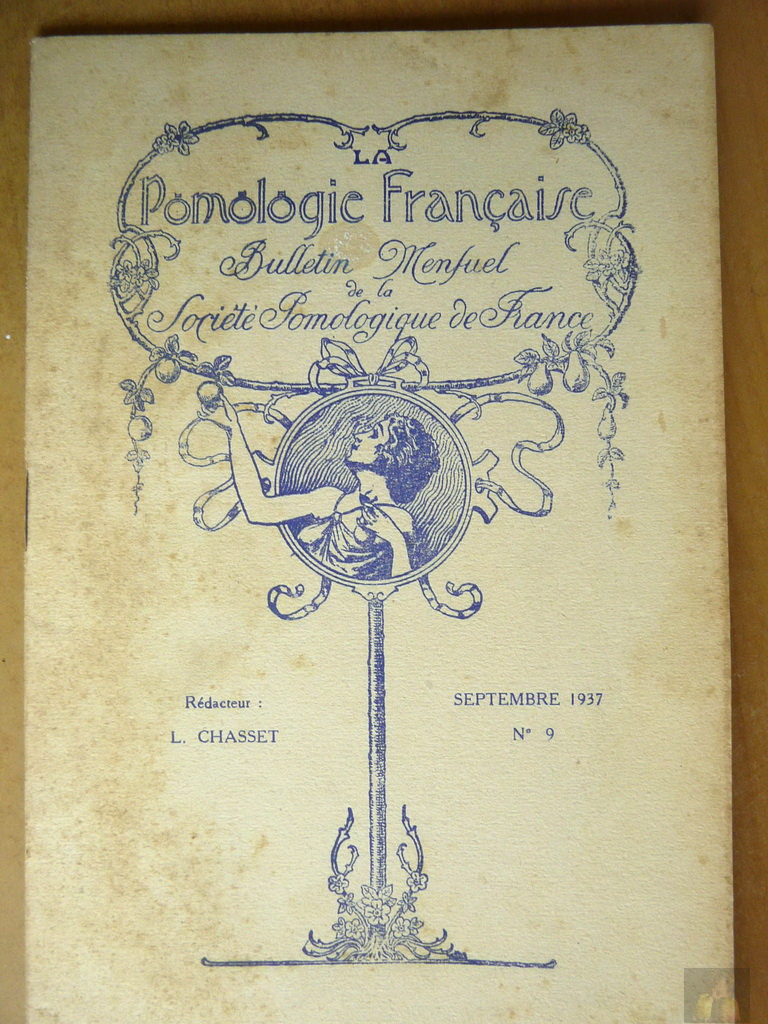 LA
Pomologie Française
Bulletin Mensuel
de la
Société Pomologique de France
Rédacteur :
L. CHASSET
SEPTEMBRE 1937
N° 9